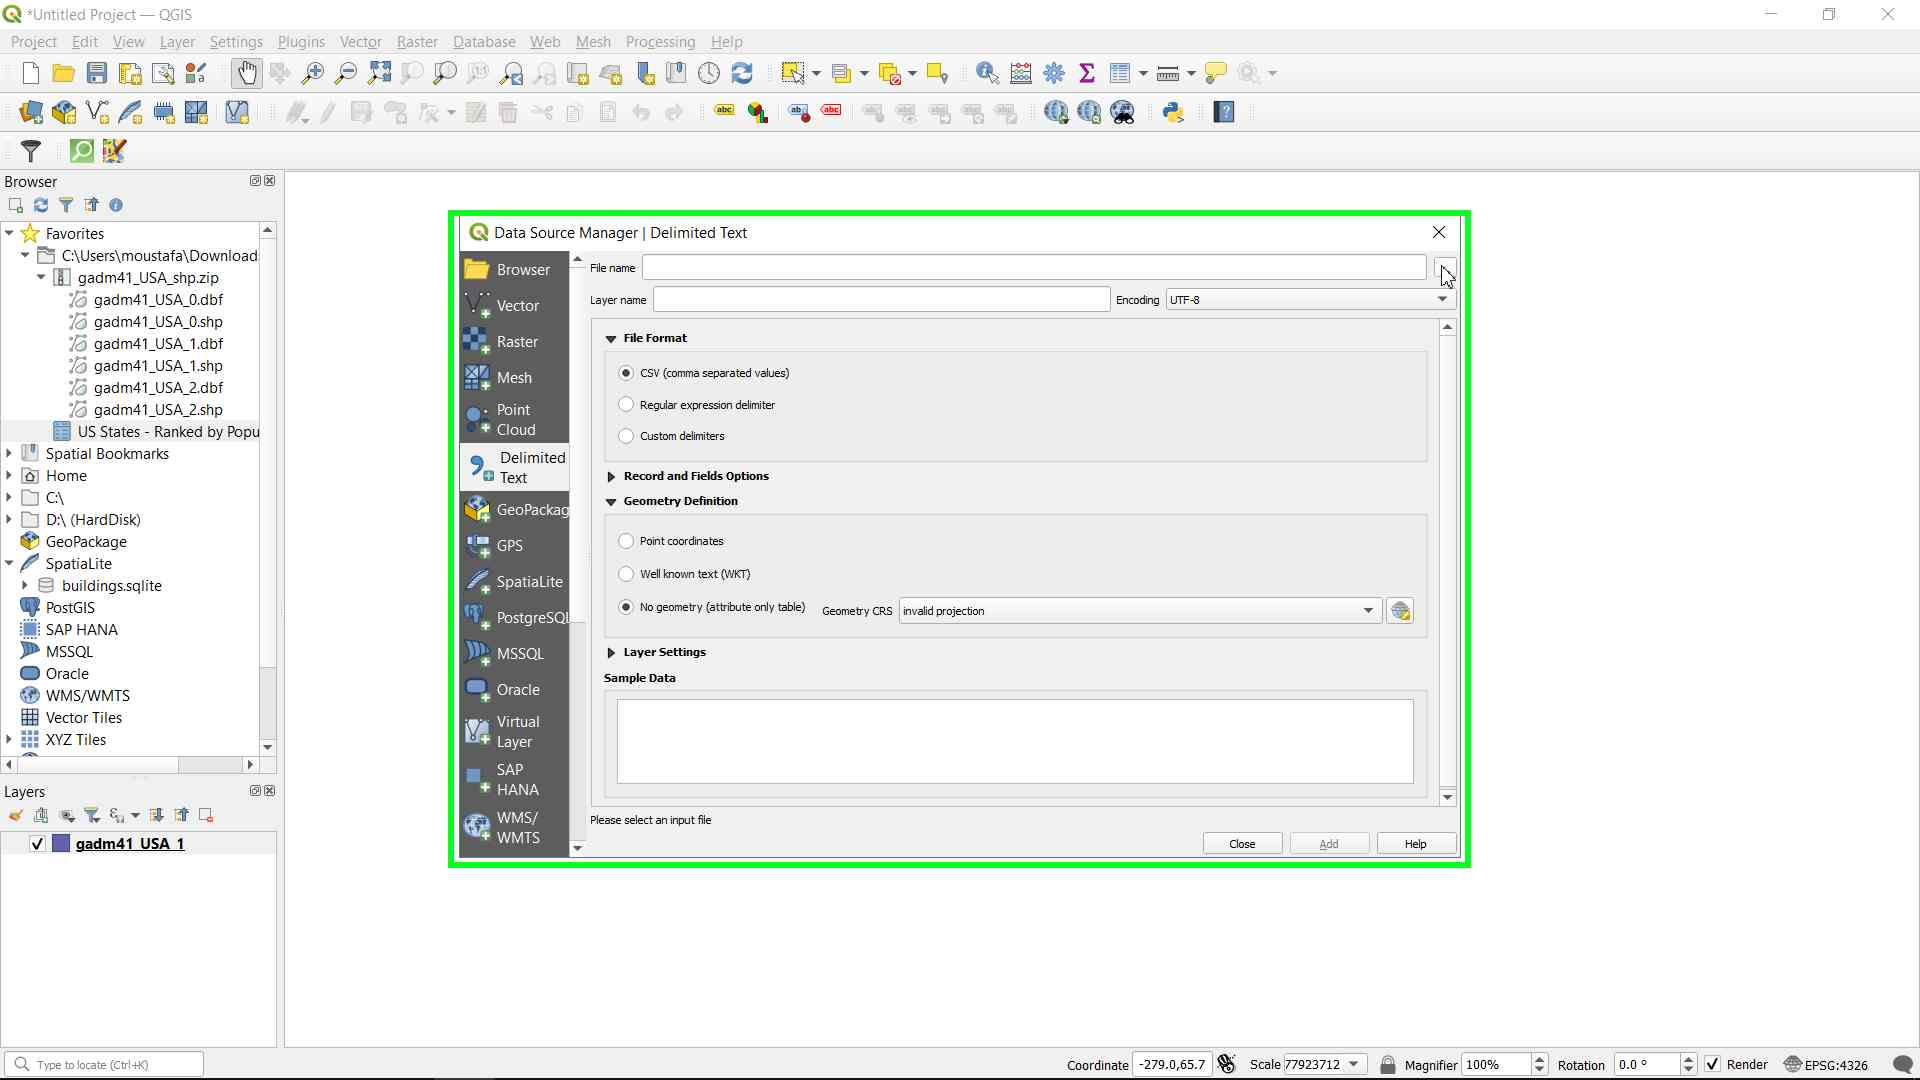 *Untitled Project — QGIS
Project Edit View Layer Settings Plugins Vector Raster Database Web Mesh Processing Help
Browser
Favorites
C:\Users\moustafa\Download
gadm41_USA_shp.zip
gadm41_USA_0.dbf
gadm41_USA_0.shp
gadm41_USA_1.dbf
gadm41_USA_1.shp
gadm41_USA_2.dbf
gadm41_USA_2.shp
US States - Ranked by Popu
Spatial Bookmarks
Home
C:\
D:\ (HardDisk)
GeoPackage
SpatiaLite
buildings.sqlite
PostGIS
SAP HANA
MSSQL
Oracle
WMS/WMTS
Vector Tiles
XYZ Tiles
Layers
gadm41 USA 1
Data Source Manager | Delimited Text
Browser
Vector
Raster
Mesh
Point
Cloud
Delimited
Text
GeoPackag
GPS
SpatiaLite
PostgreSQL
MSSQL
Oracle
Virtual
Layer
SAP
HANA
WMS/
WMTS
File name
Layer name Encoding UTF-8
File Format
CSV (comma separated values)
Regular expression delimiter
Custom delimiters
Record and Fields Options
Geometry Definition
Point coordinates
Well known text (WKT)
No geometry (attribute only table) Geometry CRS invalid projection
Layer Settings
Sample Data
Please select an input file
Close Add Help
Type to locate (Ctrl+K) Coordinate -279.0,65.7 Scale 77923712 Magnifier 100% Rotation 0.0 ° Render EPSG:4326